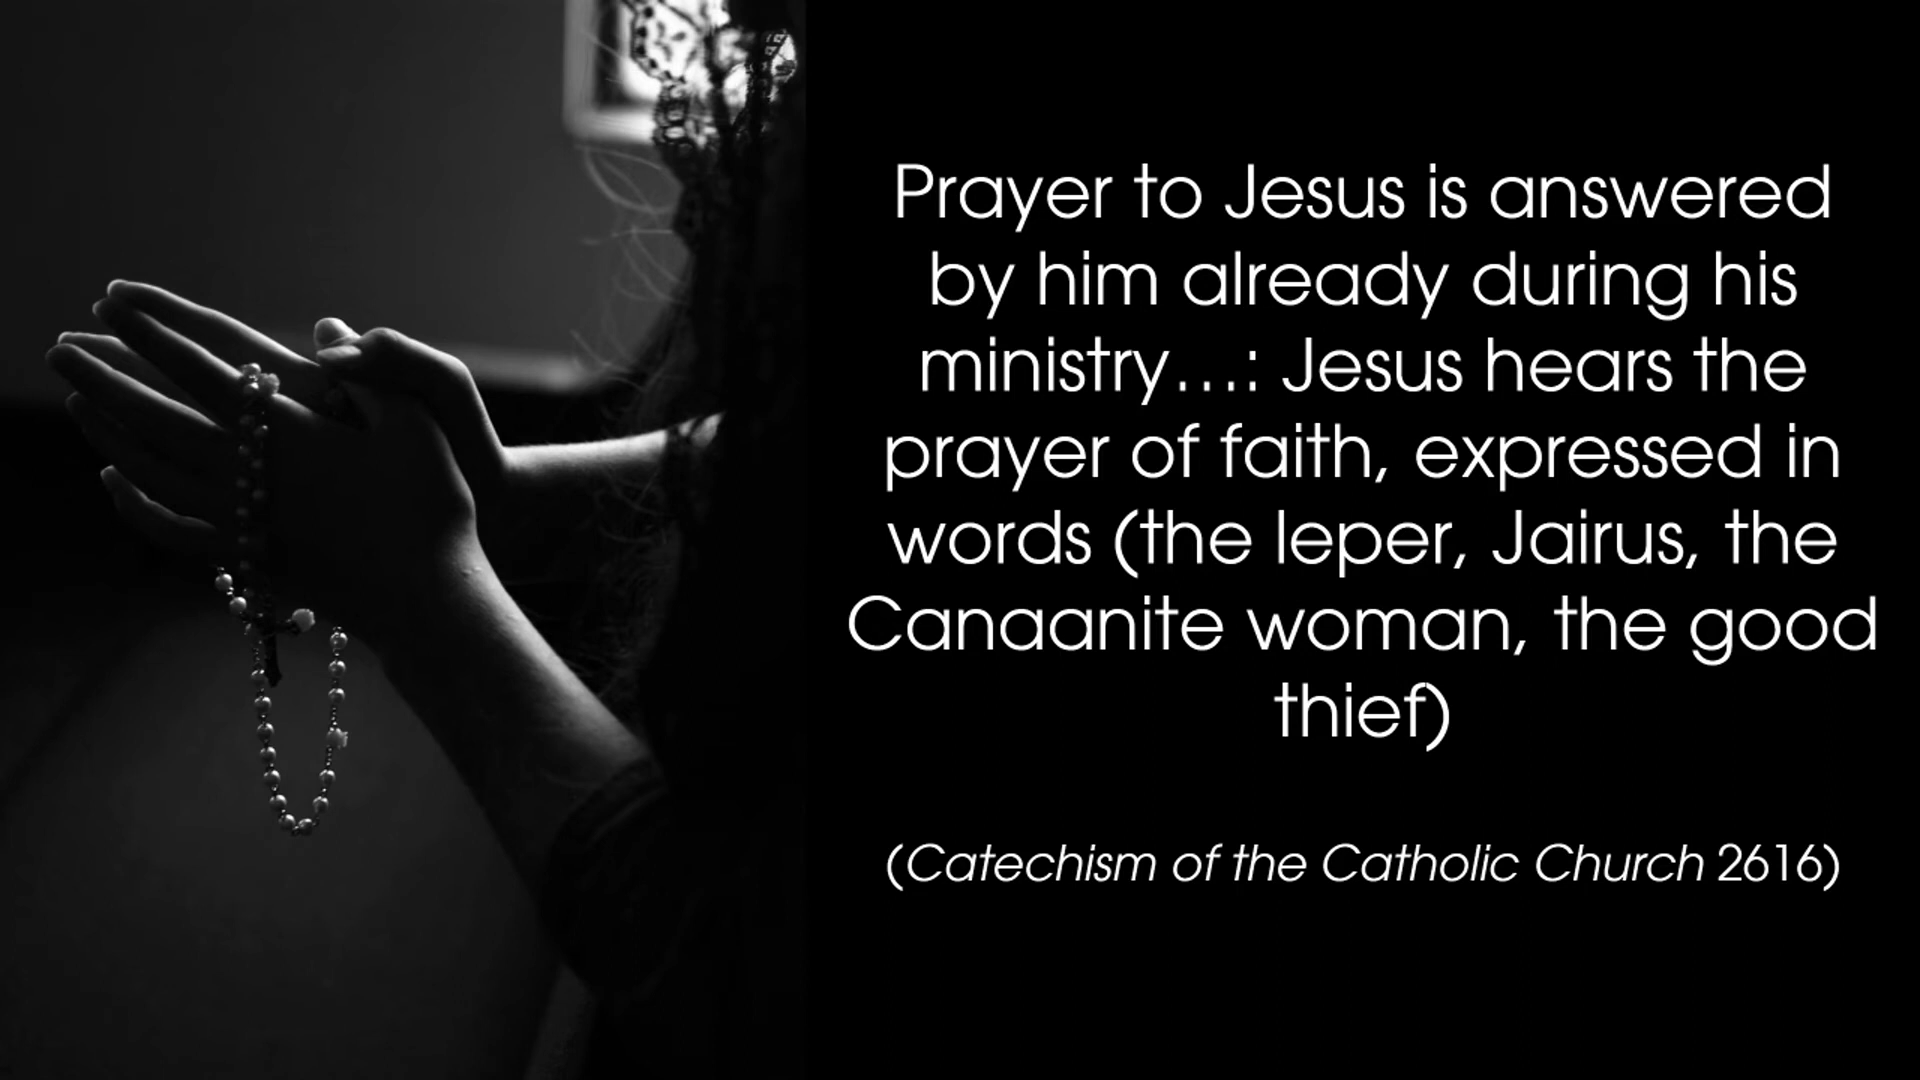 Prayer to Jesus is answered
by him already during his
ministry…: Jesus hears the
prayer of faith, expressed in
words (the leper, Jairus, the
Canaanite woman, the good
thief)
(Catechism of the Catholic Church 2616)